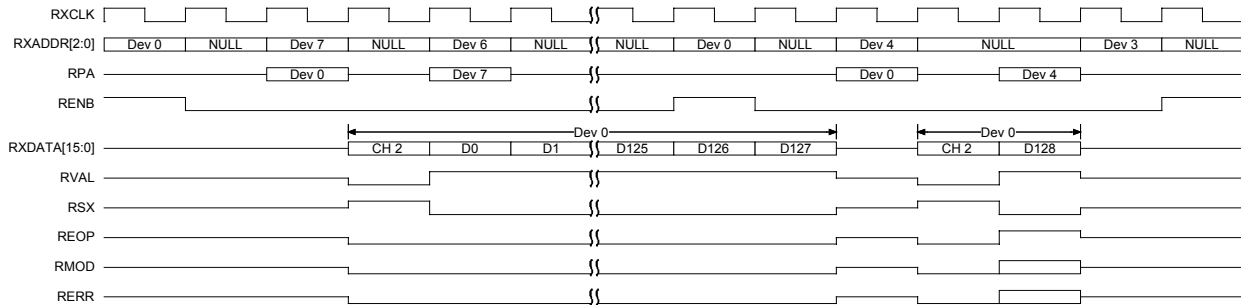 RXCLK
RXADDR[2:0] Dev 0 NULL Dev 7 NULL Dev 6 NULL NULL Dev 0 NULL Dev 4 NULL Dev 3 NULL
RPA Dev 0 Dev 7 Dev 0 Dev 4
RENB
Dev 0 Dev 0
RXDATA[15:0] CH 2 D0 D1 D125 D126 D127 CH 2 D128
RVAL
RSX
REOP
RMOD
RERR